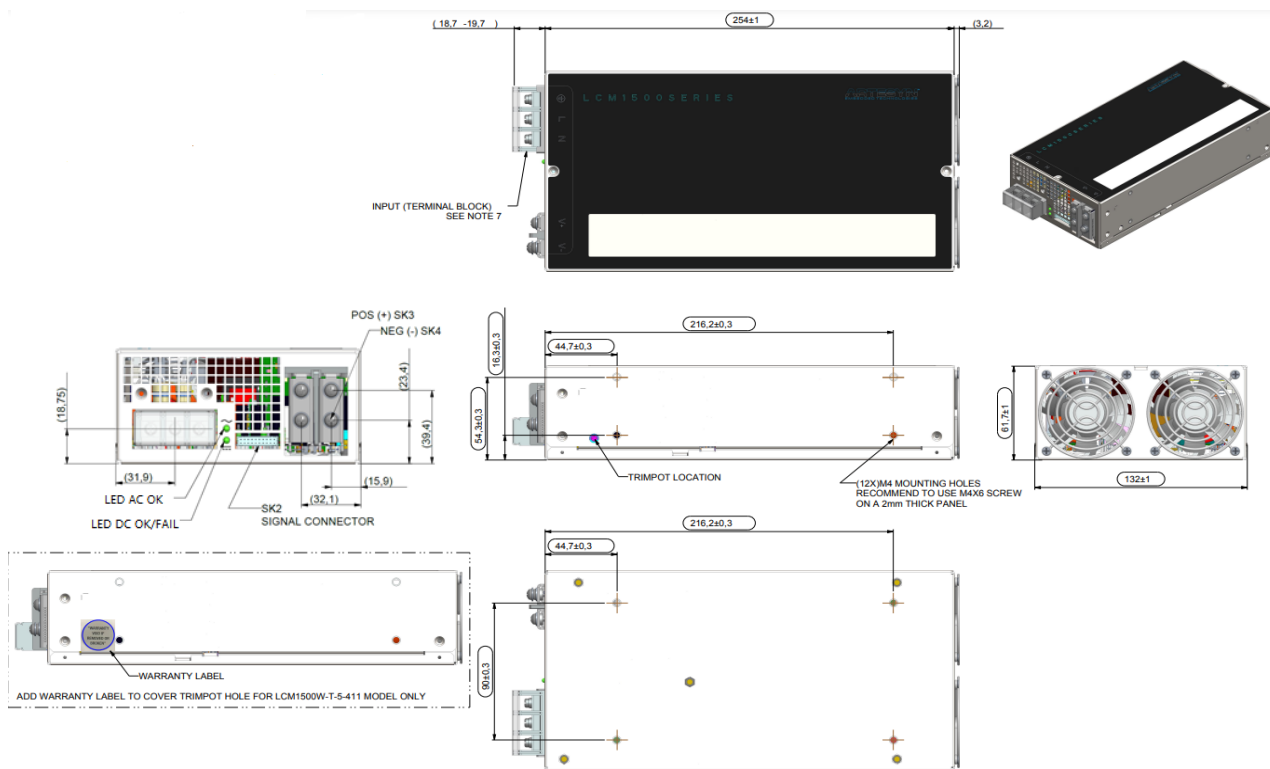 ( 18,7 -19,7 )
254±1
(3,2)
LCM1500SERIES
L
N
V+
V-
INPUT (TERMINAL BLOCK)
SEE NOTE 7
POS (+) SK3
NEG (-) SK4
(18,75)
(23,4)
(39,4)
(31,9)
(15,9)
(32,1)
LED AC OK
LED DC OK/FAIL
SK2
SIGNAL CONNECTOR
216,2±0,3
44,7±0,3
16,3±0,3
54,3±0,3
TRIMPOT LOCATION
(12X)M4 MOUNTING HOLES
RECOMMEND TO USE M4X6 SCREW
ON A 2mm THICK PANEL
61,7±1
132±1
216,2±0,3
44,7±0,3
90±0,3
WARRANTY LABEL
ADD WARRANTY LABEL TO COVER TRIMPOT HOLE FOR LCM1500W-T-5-411 MODEL ONLY